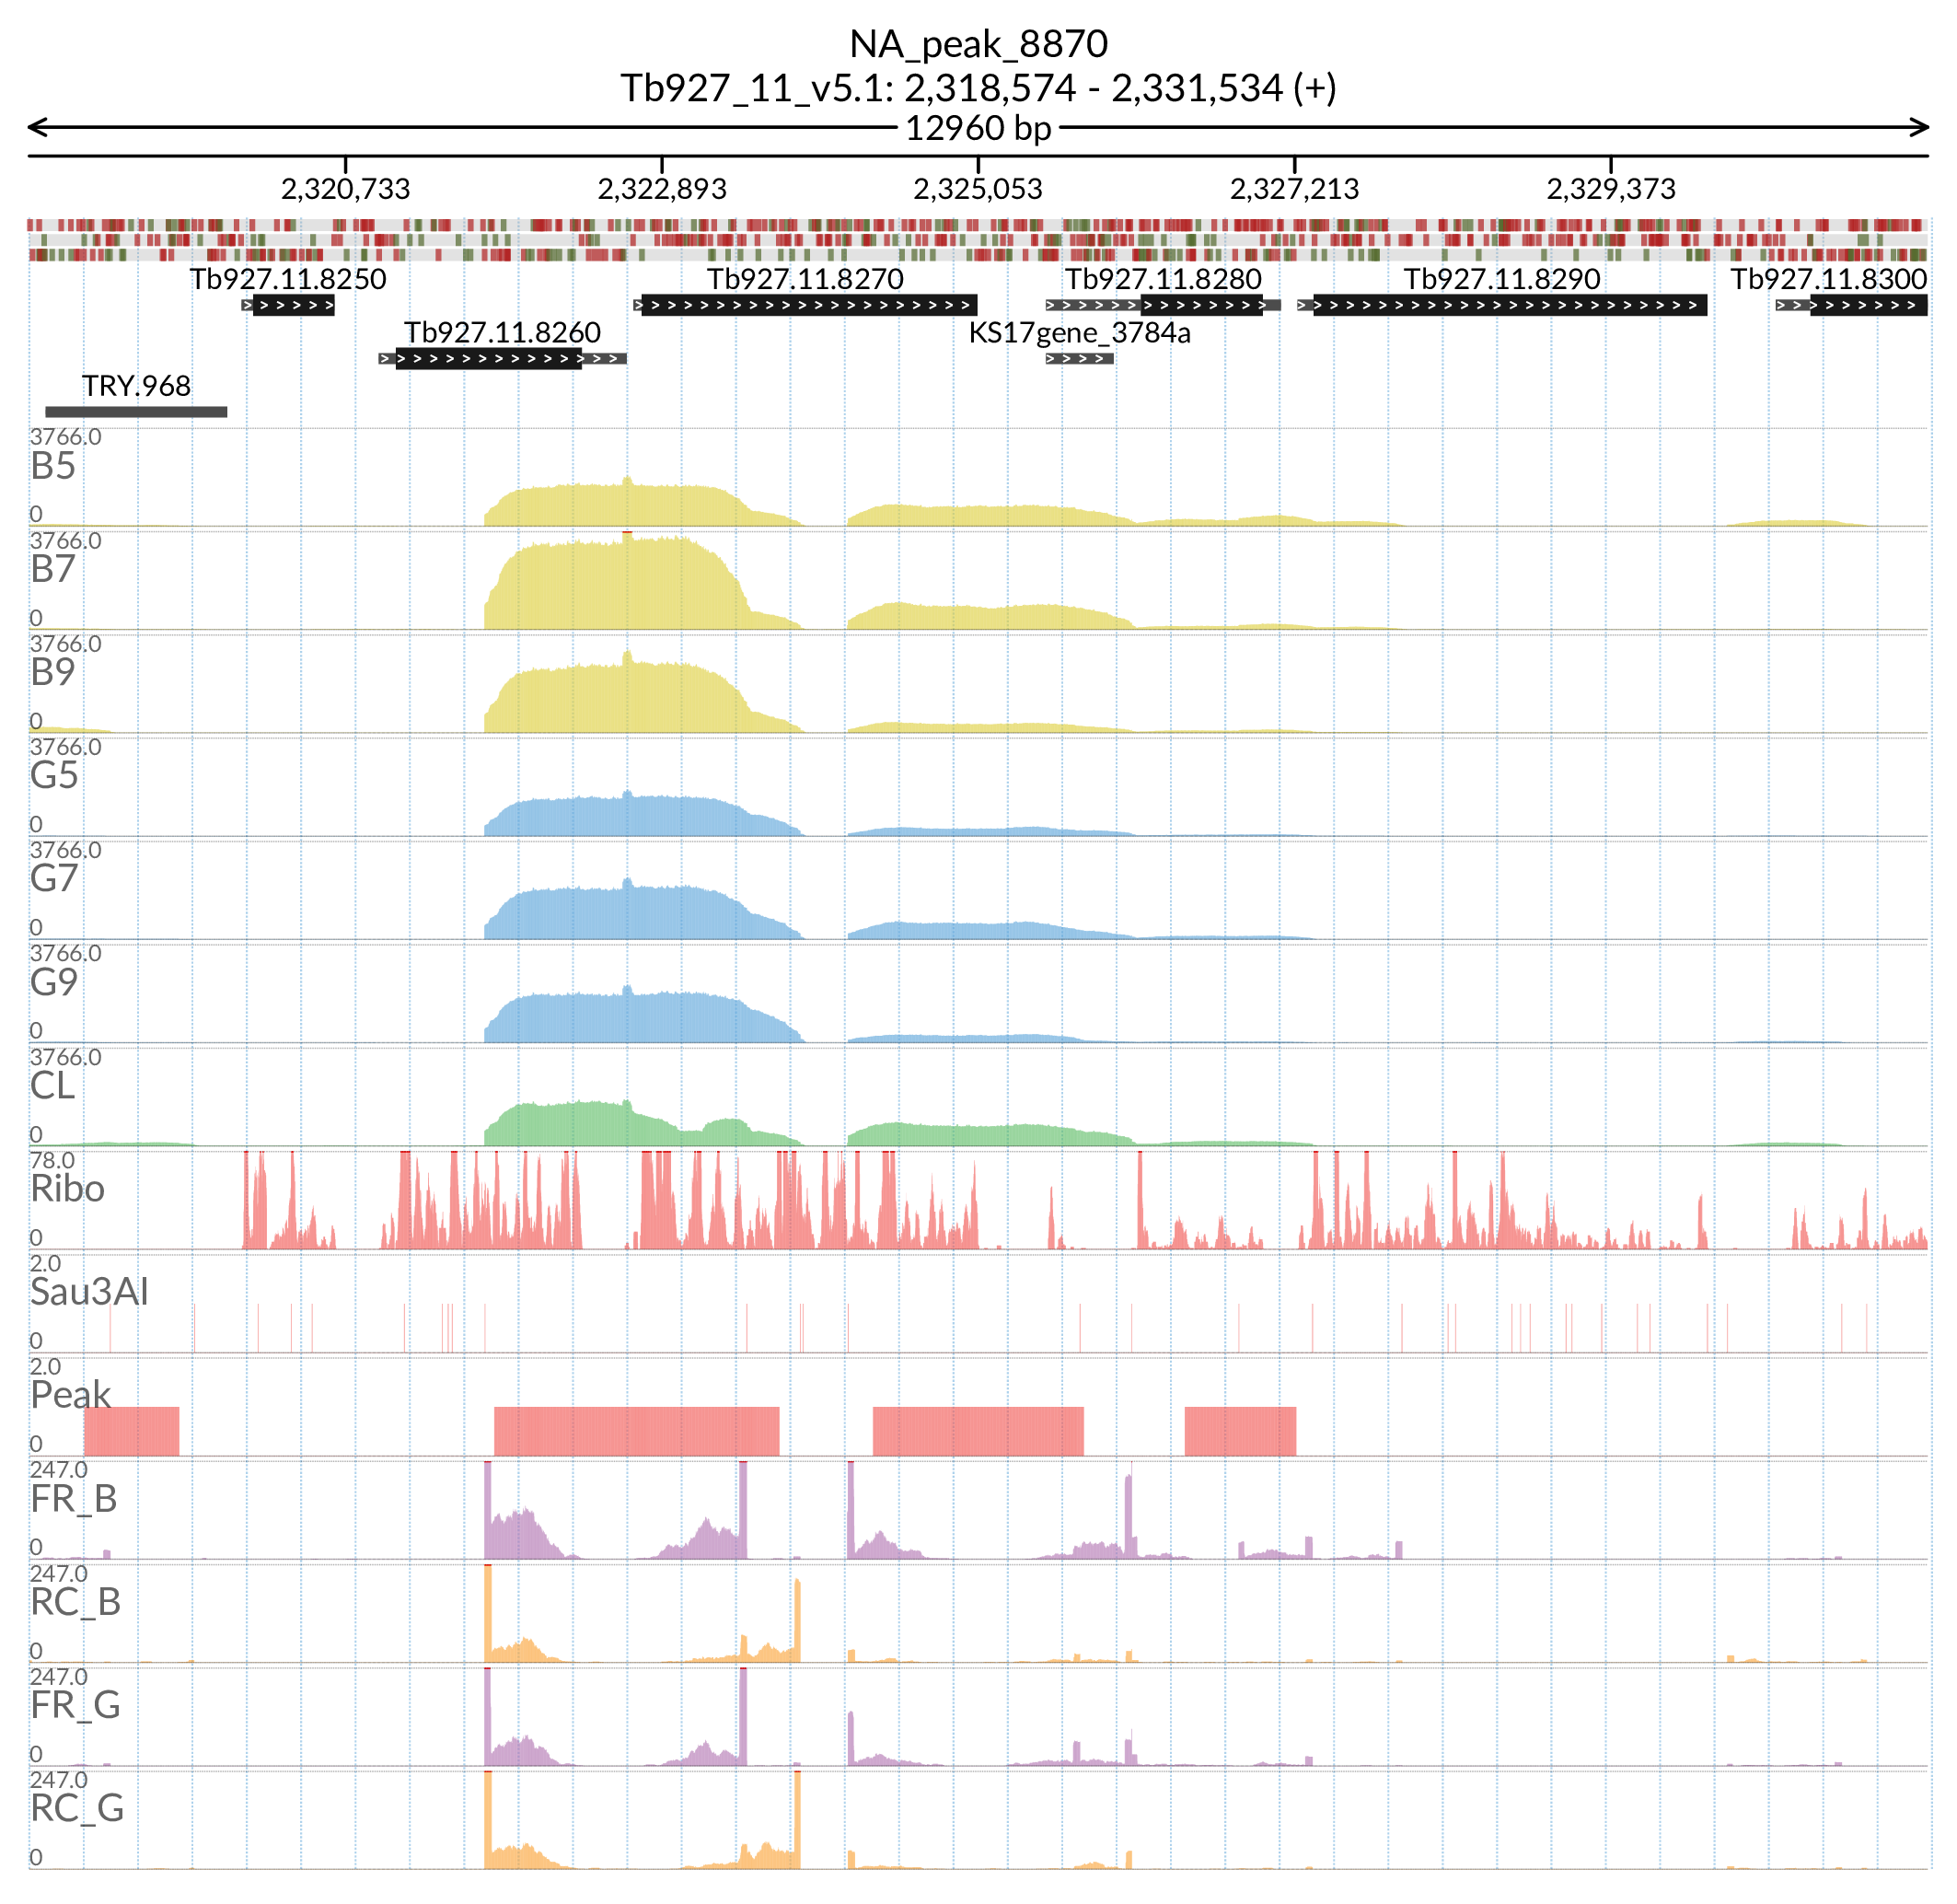 NA_peak_8870
Tb927_11_v5.1: 2,318,574 - 2,331,534 (+)
12960 bp
2,320,733 2,322,893 2,325,053 2,327,213 2,329,373
Tb927.11.8250 Tb927.11.8270 Tb927.11.8280 Tb927.11.8290 Tb927.11.8300
Tb927.11.8260 KS17gene_3784a
TRY.968
3766.0
B5
0
3766.0
B7
0
3766.0
B9
0
3766.0
G5
0
3766.0
G7
0
3766.0
G9
0
3766.0
CL
0
78.0
Ribo
0
2.0
Sau3AI
0
2.0
Peak
0
247.0
FR_B
0
247.0
RC_B
0
247.0
FR_G
0
247.0
RC_G
0